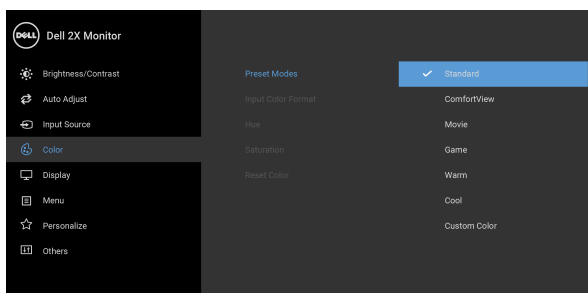 DELL Dell 2X Monitor
Brightness/Contrast
Auto Adjust
Input Source
Color
Display
Menu
Personalize
Others
Preset Modes
Input Color Format
Hue
Saturation
Reset Color
Standard
ComfortView
Movie
Game
Warm
Cool
Custom Color